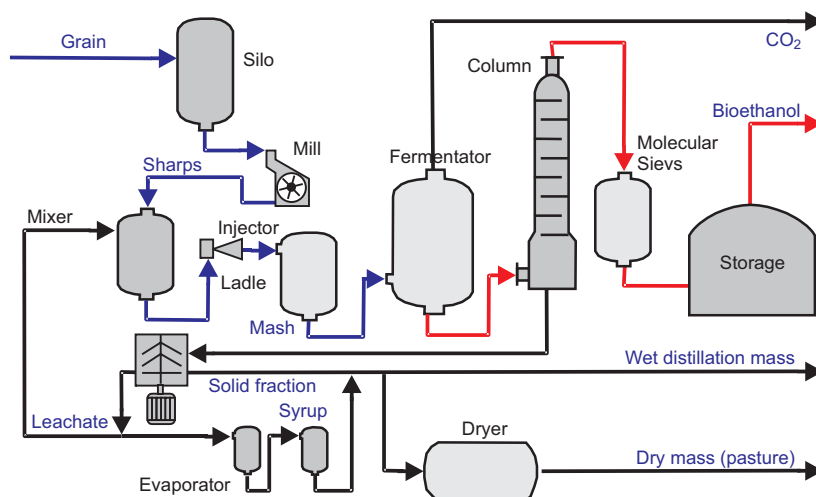 Grain
Silo
Column
CO₂
Bioethanol
Mill
Sharps
Fermentator
Molecular
Sievs
Mixer
Injector
Ladle
Storage
Mash
Wet distillation mass
Solid fraction
Leachate
Syrup
Dryer
Evaporator
Dry mass (pasture)